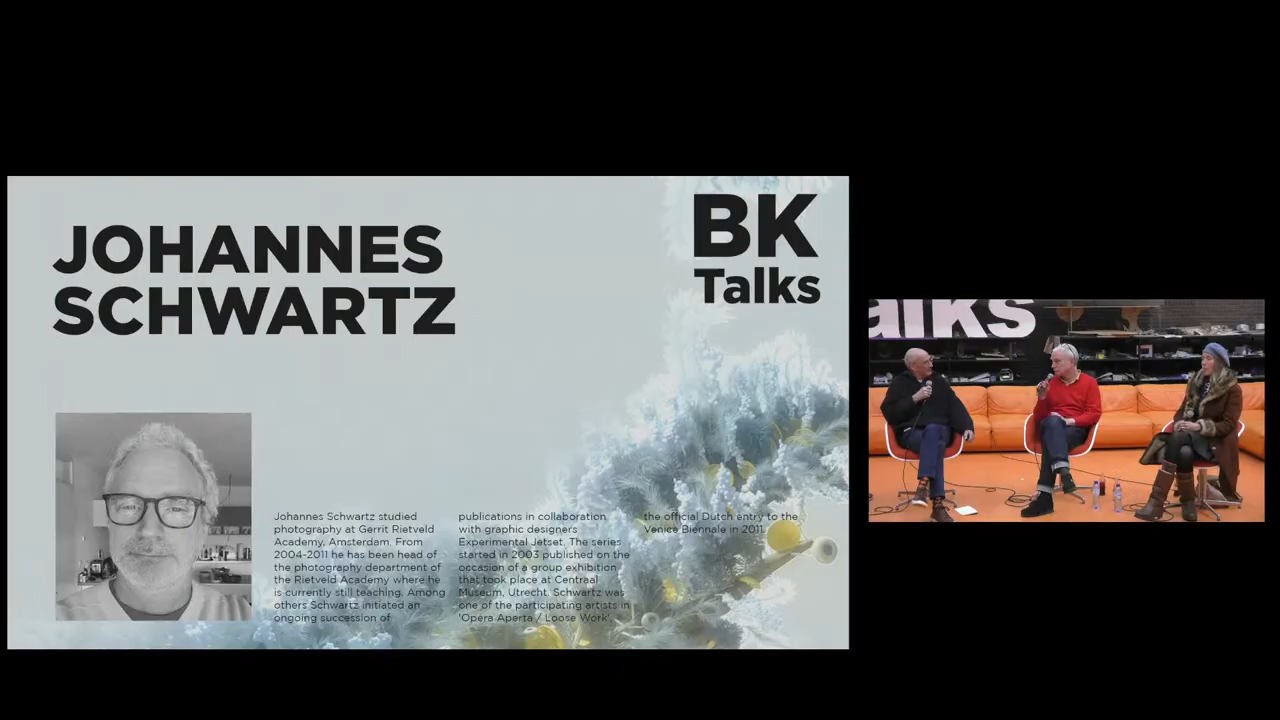 JOHANNES
SCHWARTZ
BK
Talks
Johannes Schwartz studied
photography at Gerrit Rietveld
Academy, Amsterdam. From
2004-2011 he has been head of
the photography department of
the Rietveld Academy where he
is currently still teaching. Among
others Schwartz initiated an
ongoing succession of
publications in collaboration
with graphic designers
Experimental Jetset. The series
started in 2003 published on the
occasion of a group exhibition
that took place at Centraal
Museum, Utrecht. Schwartz was
one of the participating artists in
'Opera Aperta / Loose Work',
the official Dutch entry to the
Venice Biennale in 2011.
alks